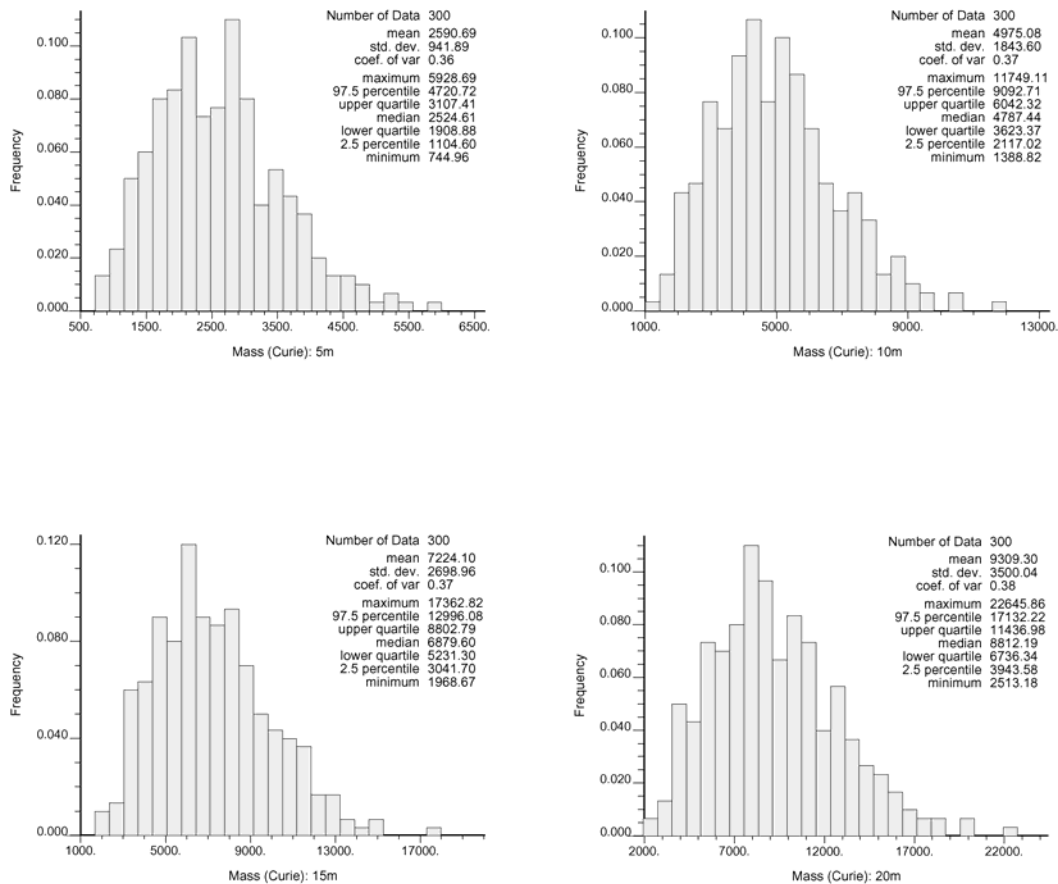 Number of Data 300
mean 2590.69
std. dev. 941.89
coef. of var 0.36
maximum 5928.69
97.5 percentile 4720.72
upper quartile 3107.41
median 2524.61
lower quartile 1908.88
2.5 percentile 1104.60
minimum 744.96
Frequency
0.100
0.080
0.060
0.040
0.020
0.000
500. 1500. 2500. 3500. 4500. 5500. 6500.
Mass (Curie): 5m
Number of Data 300
mean 4975.08
std. dev. 1843.60
coef. of var 0.37
maximum 11749.11
97.5 percentile 9092.71
upper quartile 6042.32
median 4787.44
lower quartile 3623.37
2.5 percentile 2117.02
minimum 1388.82
Frequency
0.100
0.080
0.060
0.040
0.020
0.000
1000. 5000. 9000. 13000.
Mass (Curie): 10m
Number of Data 300
mean 7224.10
std. dev. 2698.96
coef. of var 0.37
maximum 17362.82
97.5 percentile 12996.08
upper quartile 8802.79
median 6879.60
lower quartile 5231.30
2.5 percentile 3041.70
minimum 1968.67
Frequency
0.120
0.080
0.040
0.000
1000. 5000. 9000. 13000. 17000.
Mass (Curie): 15m
Number of Data 300
mean 9309.30
std. dev. 3500.04
coef. of var 0.38
maximum 22645.86
97.5 percentile 17132.22
upper quartile 11436.98
median 8812.19
lower quartile 6736.34
2.5 percentile 3943.58
minimum 2513.18
Frequency
0.100
0.080
0.060
0.040
0.020
0.000
2000. 7000. 12000. 17000. 22000.
Mass (Curie): 20m